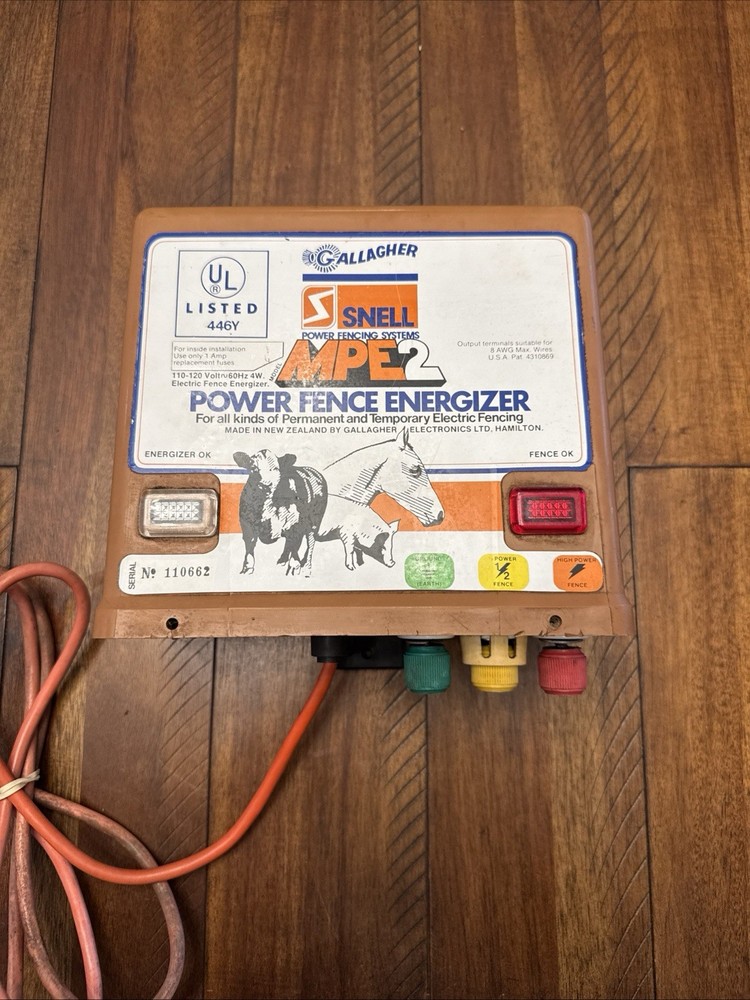 UL
®
LISTED
446Y
GALLAGHER
SNELL
POWER FENCING SYSTEMS
For inside installation
Use only 1 Amp
replacement fuses
MODEL
MPE2
Output terminals suitable for
8 AWG Max. Wires.
U.S.A. Pat. 4310869
110-120 Volt∿60Hz 4W.
Electric Fence Energizer.
POWER FENCE ENERGIZER
For all kinds of Permanent and Temporary Electric Fencing
MADE IN NEW ZEALAND BY GALLAGHER ELECTRONICS LTD, HAMILTON.
ENERGIZER OK
FENCE OK
SERIAL
Nº 110662
(EARTH)
POWER
1/2
FENCE
HIGH POWER
FENCE